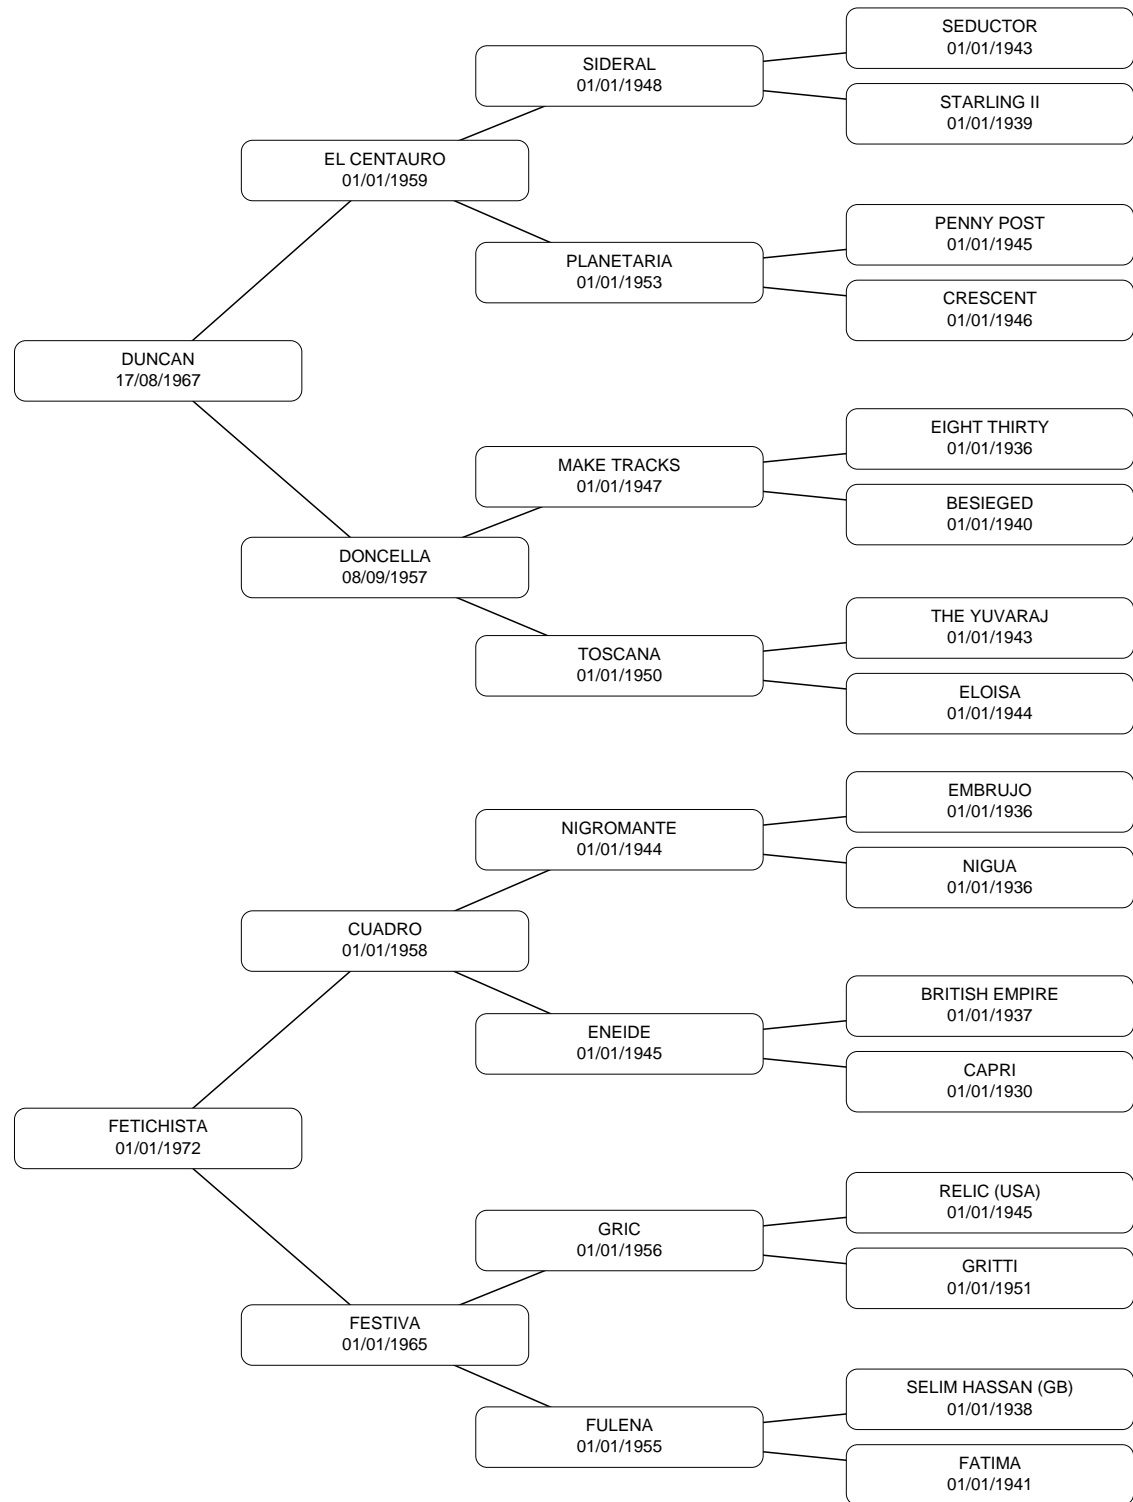 SEDUCTOR
01/01/1943
SIDERAL
01/01/1948
STARLING II
01/01/1939
EL CENTAURO
01/01/1959
PENNY POST
01/01/1945
PLANETARIA
01/01/1953
CRESCENT
01/01/1946
DUNCAN
17/08/1967
EIGHT THIRTY
01/01/1936
MAKE TRACKS
01/01/1947
BESIEGED
01/01/1940
DONCELLA
08/09/1957
THE YUVARAJ
01/01/1943
TOSCANA
01/01/1950
ELOISA
01/01/1944
EMBRUJO
01/01/1936
NIGROMANTE
01/01/1944
NIGUA
01/01/1936
CUADRO
01/01/1958
BRITISH EMPIRE
01/01/1937
ENEIDE
01/01/1945
CAPRI
01/01/1930
FETICHISTA
01/01/1972
RELIC (USA)
01/01/1945
GRIC
01/01/1956
GRITTI
01/01/1951
FESTIVA
01/01/1965
SELIM HASSAN (GB)
01/01/1938
FULENA
01/01/1955
FATIMA
01/01/1941